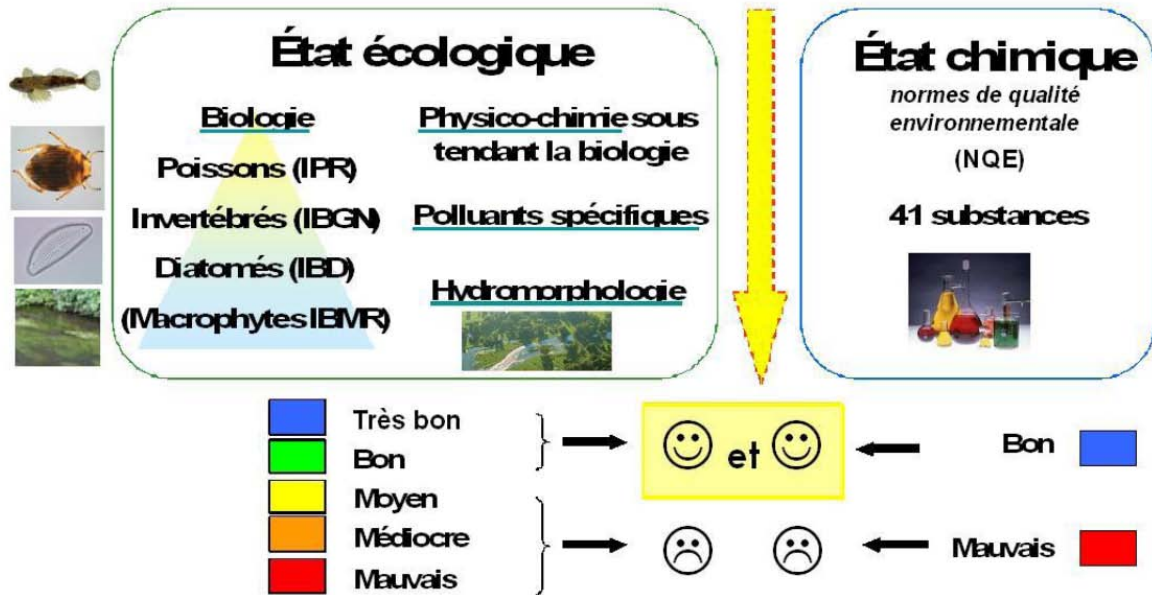 État écologique
Biologie
Poissons (IPR)
Invertébrés (IBGN)
Diatomés (IBD)
(Macrophytes IBMR)
Physico-chimie sous
tendant la biologie
Polluants spécifiques
Hydromorphologie
État chimique
normes de qualité
environnementale
(NQE)
41 substances
Très bon
Bon
Moyen
Médiocre
Mauvais
et
Bon
Mauvais